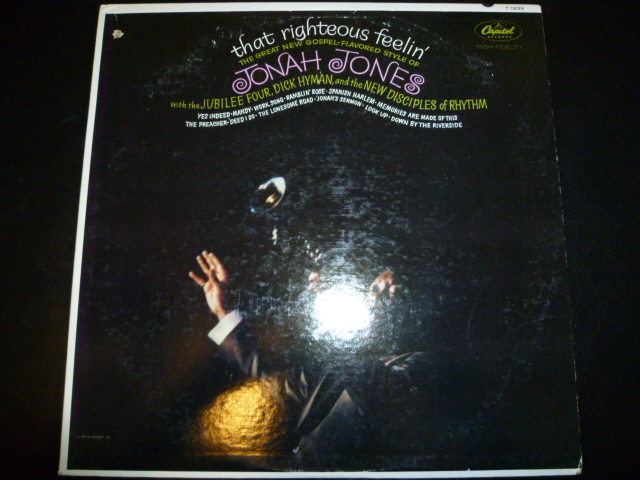 T 1839
Capitol
RECORDS
HIGH FIDELITY
that righteous feelin'
THE GREAT NEW GOSPEL-FLAVORED STYLE OF
JONAH JONES
with the JUBILEE FOUR, DICK HYMAN, and the NEW DISCIPLES of RHYTHM
YES INDEED • MANDY • WORK SONG • RAMBLIN' ROSE • SPANISH HARLEM • MEMORIES ARE MADE OF THIS
THE PREACHER • DEED I DO • THE LONESOME ROAD • JONAH'S SERMON • LOOK UP • DOWN BY THE RIVERSIDE